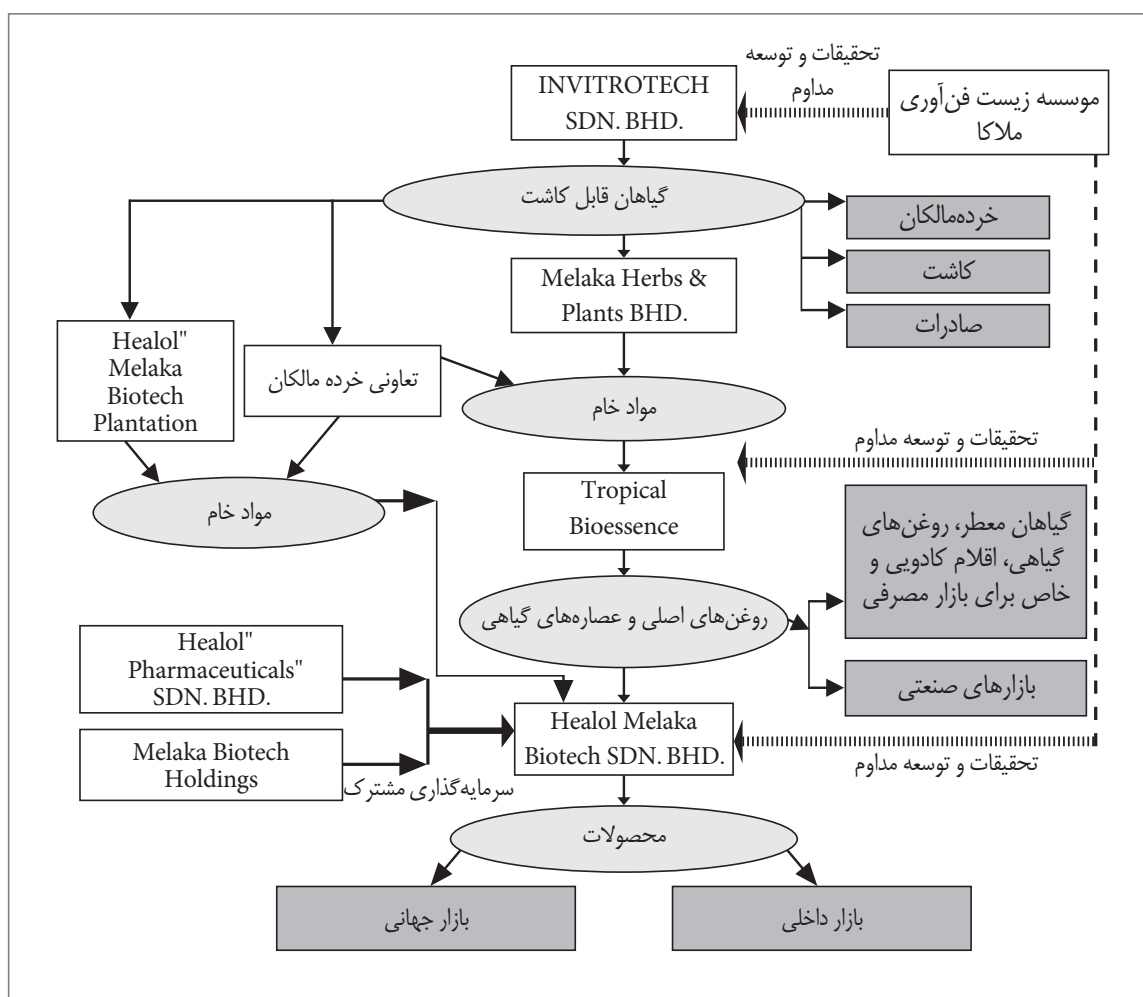 تحقیقات و توسعه
مداوم
INVITROTECH
SDN. BHD.
موسسه زیست فن‌آوری
ملاکا
گیاهان قابل کاشت
خرده‌مالکان
کاشت
صادرات
Melaka Herbs &
Plants BHD.
Healol"
Melaka
Biotech
Plantation
تعاونی خرده مالکان
مواد خام
تحقیقات و توسعه مداوم
مواد خام
Tropical
Bioessence
گیاهان معطر، روغن‌های
گیاهی، اقلام کادویی و
خاص برای بازار مصرفی
روغن‌های اصلی و عصاره‌های گیاهی
بازارهای صنعتی
Healol"
Pharmaceuticals"
SDN. BHD.
Melaka Biotech
Holdings
سرمایه‌گذاری مشترک
Healol Melaka
Biotech SDN. BHD.
تحقیقات و توسعه مداوم
محصولات
بازار داخلی
بازار جهانی